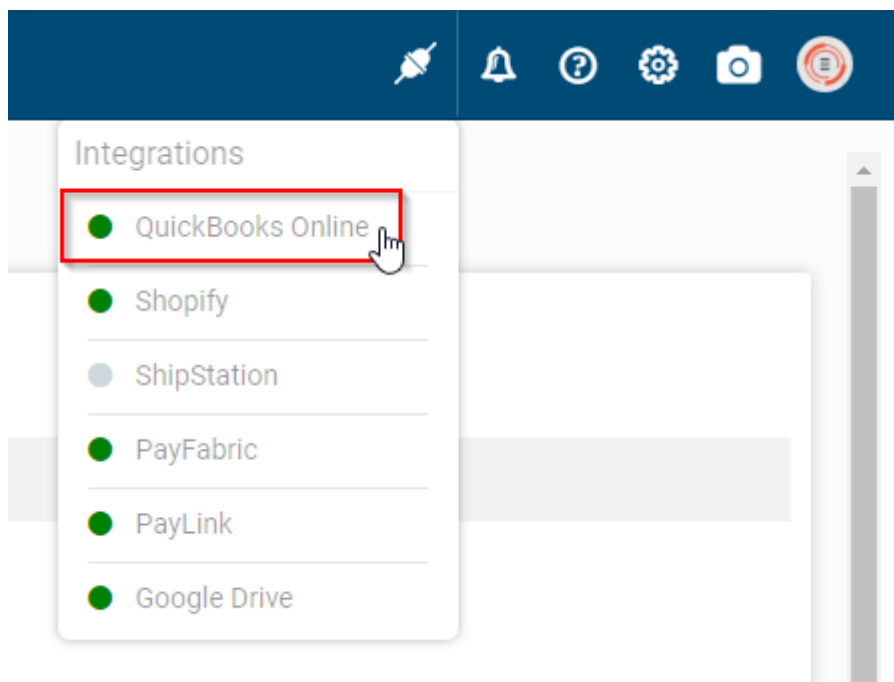 Integrations
QuickBooks Online
Shopify
ShipStation
PayFabric
PayLink
Google Drive